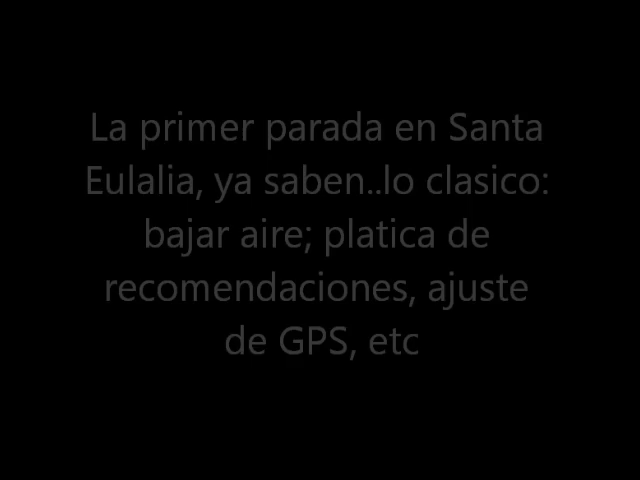 La primer parada en Santa
Eulalia, ya saben..lo clasico:
bajar aire; platica de
recomendaciones, ajuste
de GPS, etc